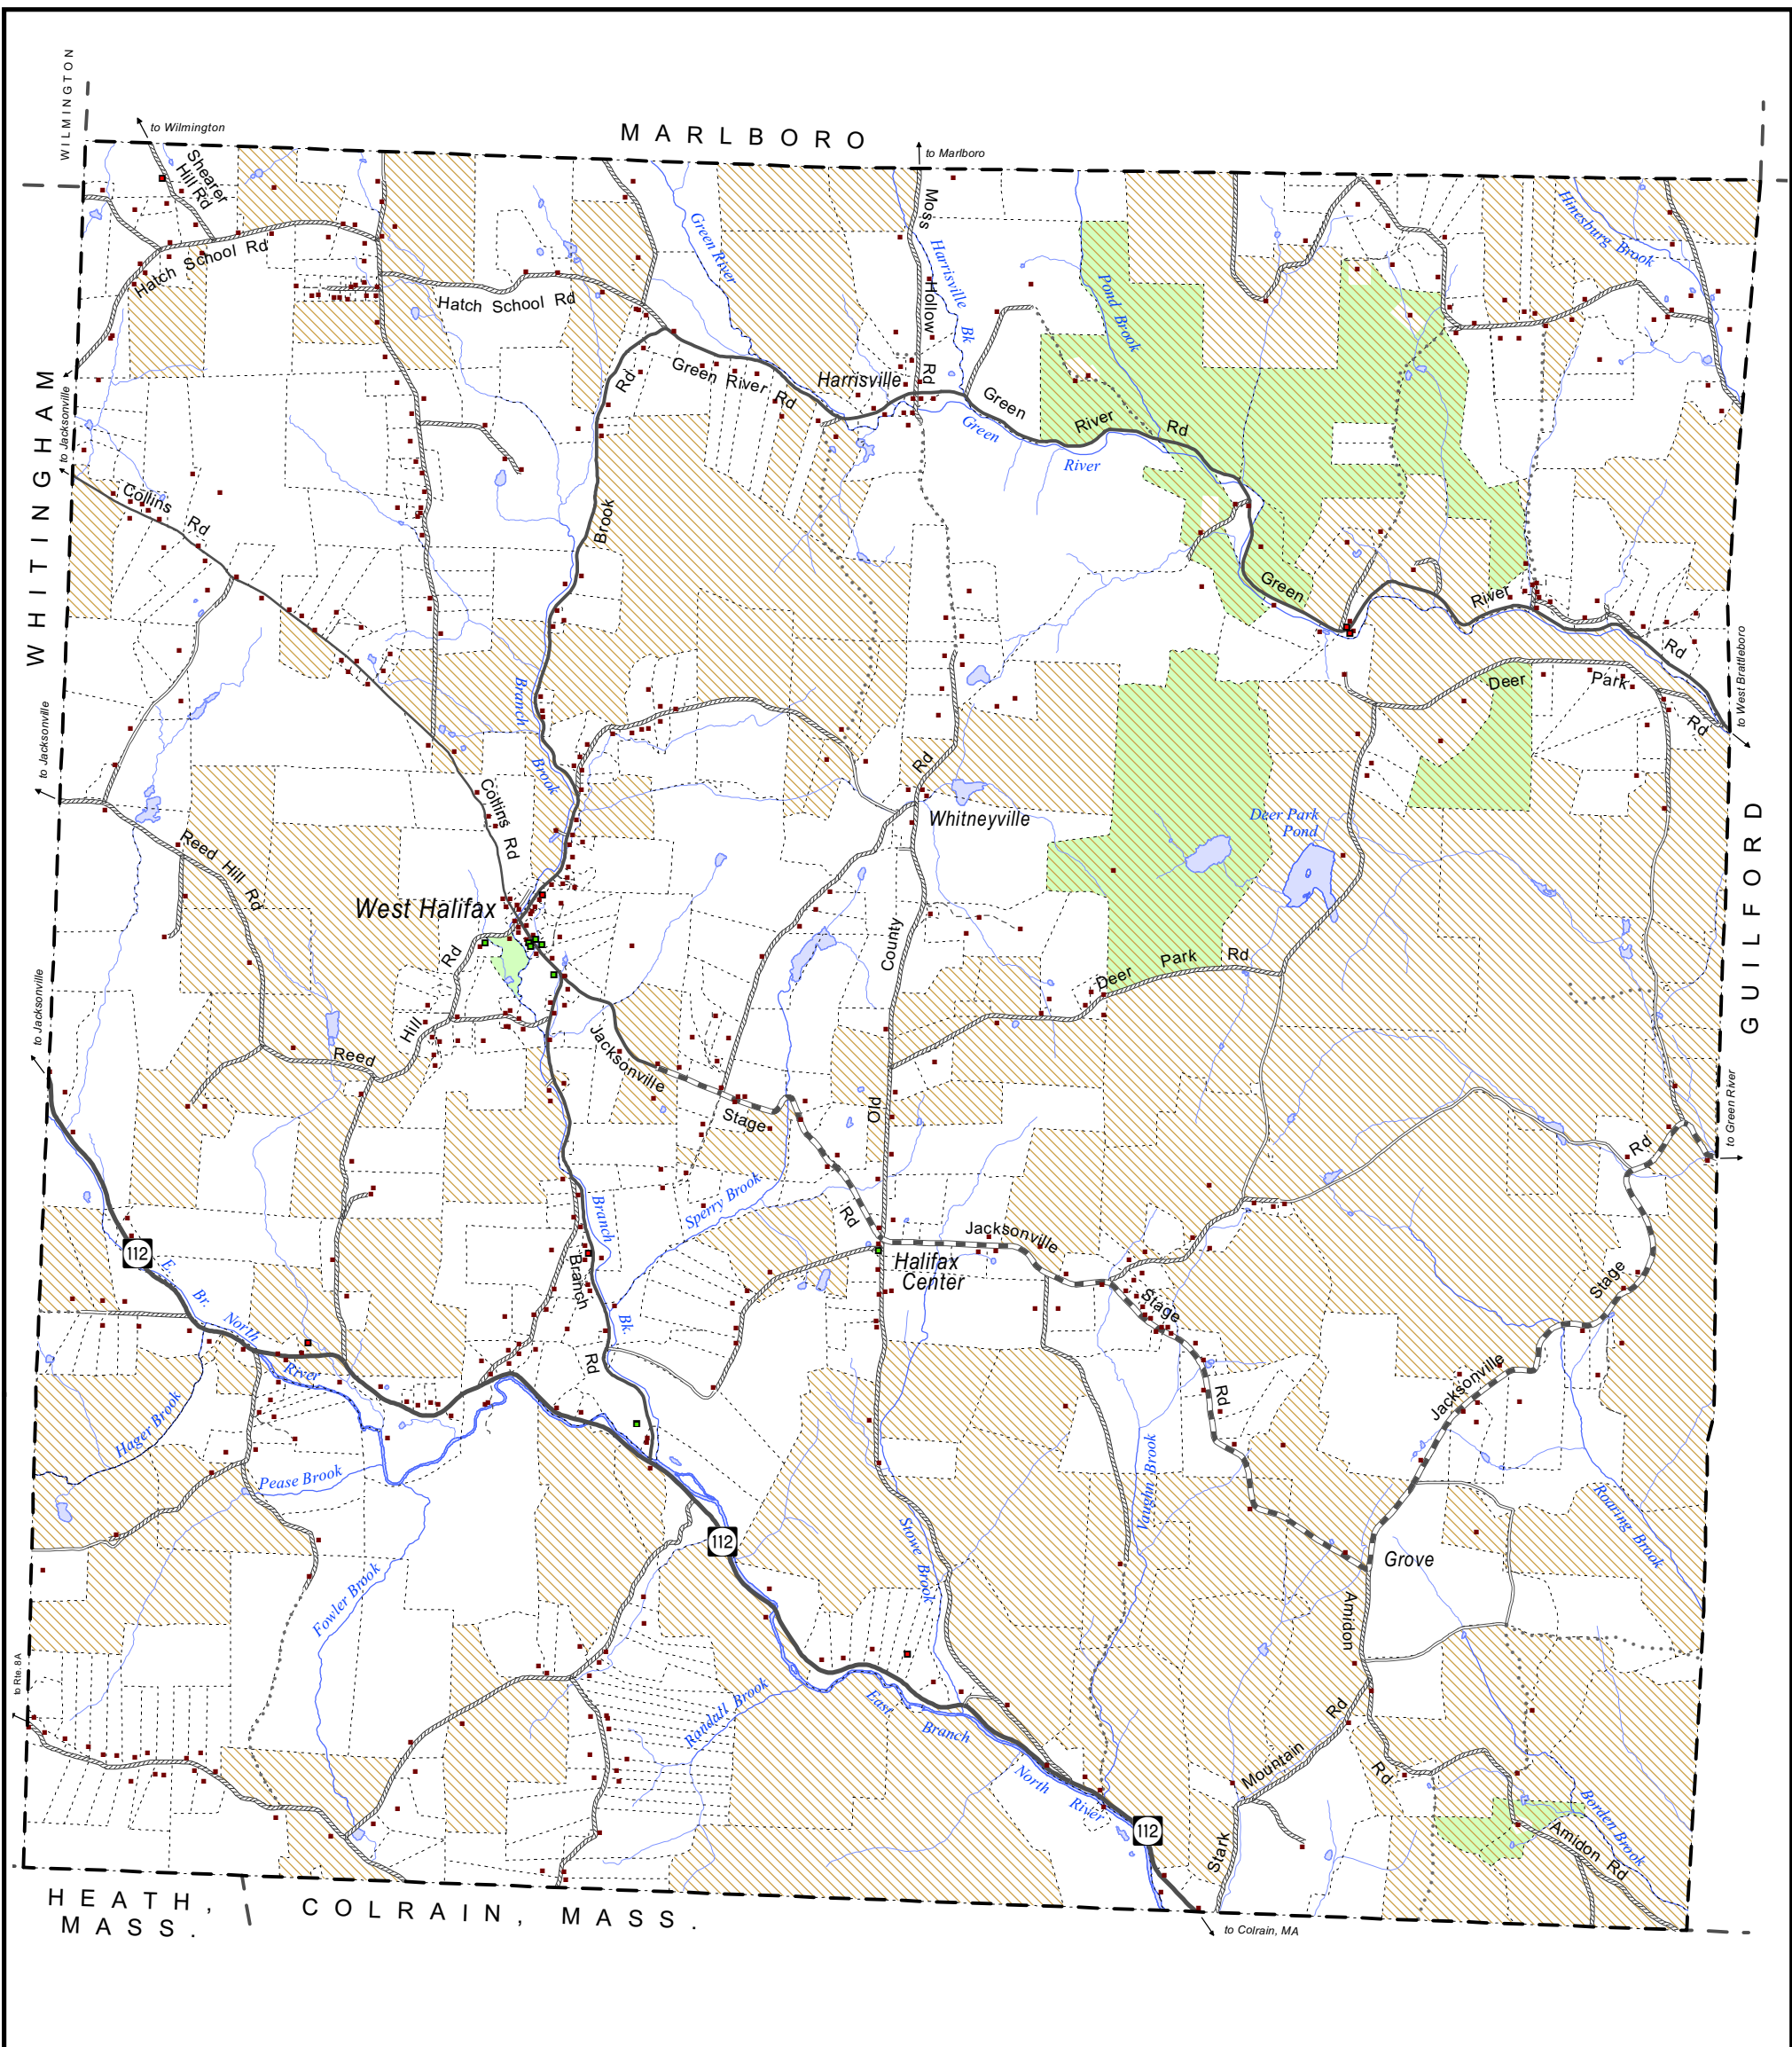 WILMINGTON
to Wilmington
MARLBORO
to Marlboro
Shearer
Hill Rd
Hatch School Rd
Hatch School Rd
Green River
Moss
Hollow
Rd
Harrisville
Bk
Pond Brook
Hinesburg Brook
WHITINGHAM
to Jacksonville
Green River Rd
Harrisville
Green
River
Rd
Green
River
Collins
Rd
Brook
Rd
Green
River
Rd
to West Brattleboro
Deer
Park
Rd
to Jacksonville
Branch
Brook
Collins
Rd
Rd
Whitneyville
Deer Park
Pond
GUILFORD
Reed Hill Rd
West Halifax
County
Old
Deer
Park
Rd
to Jacksonville
Rd
Hill
Reed
Jacksonville
Stage
Rd
to Green River
Rd
Sperry Brook
Branch
Bk.
Branch
Rd
Jacksonville
Halifax
Center
Stage
Rd
Stage
Jacksonville
112
E.
Br.
North
River
Hager Brook
Pease Brook
Fowler Brook
112
Stowe Brook
Vaughn Brook
Roaring Brook
Grove
Amidon
Rd
to Rte. 8A
Randall Brook
East
Branch
North
River
Stark
Mountain
Rd
Borden Brook
Amidon Rd
112
HEATH,
MASS.
COLRAIN, MASS.
to Colrain, MA